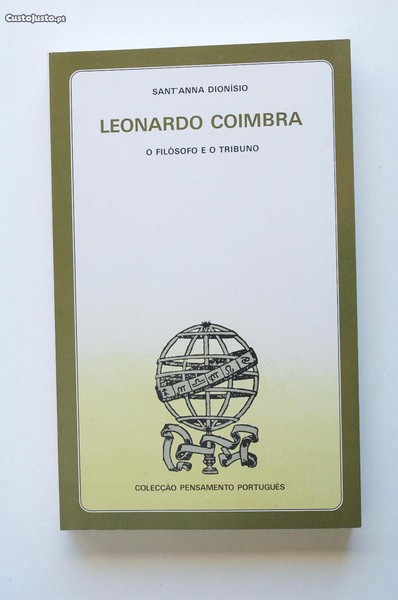 CustoJusto.pt
SANT'ANNA DIONÍSIO
LEONARDO COIMBRA
O FILÓSOFO E O TRIBUNO
COLECÇÃO PENSAMENTO PORTUGUÊS